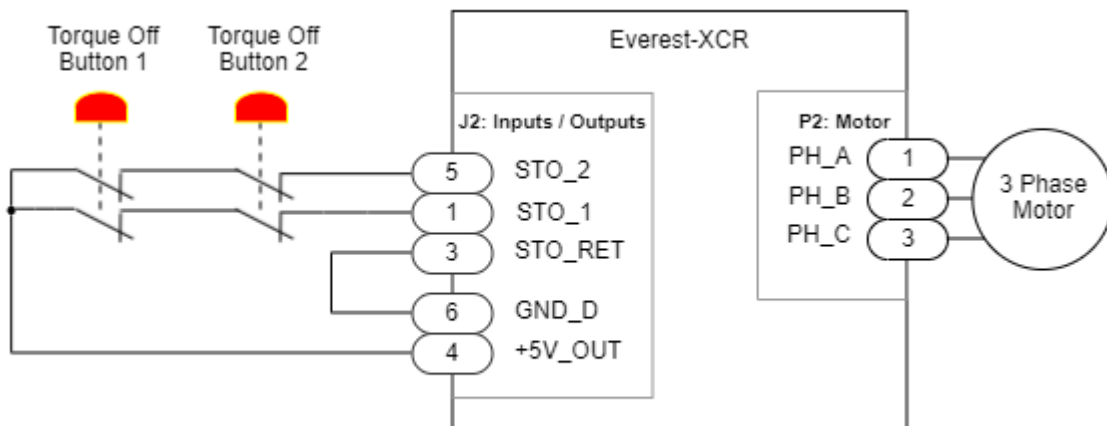 Torque Off
Button 1
Torque Off
Button 2
Everest-XCR
J2: Inputs / Outputs
5 STO_2
1 STO_1
3 STO_RET
6 GND_D
4 +5V_OUT
P2: Motor
PH_A 1
PH_B 2
PH_C 3
3 Phase
Motor